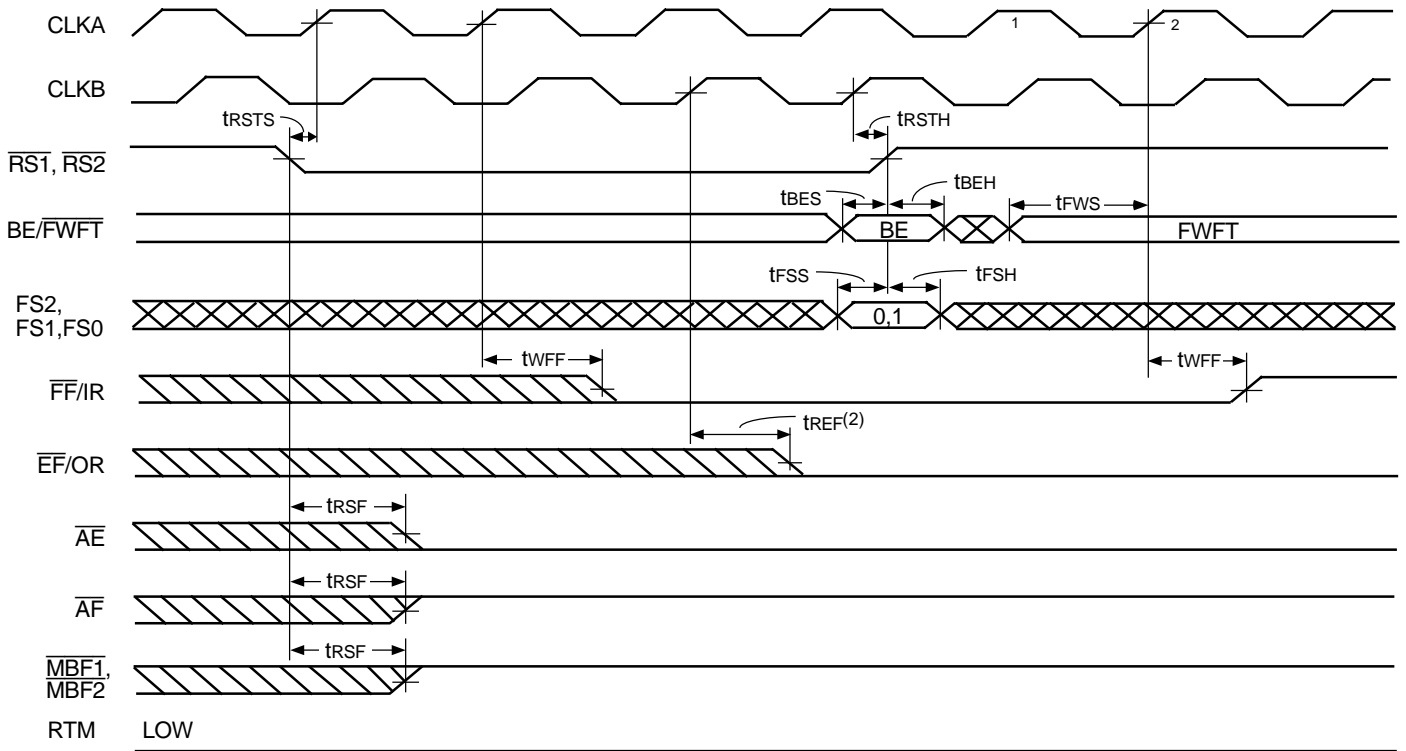 CLKA
1
2
CLKB
tRSTS
tRSTH
RS1, RS2
tBES
tBEH
tFWS
BE/FWFT
BE
FWFT
tFSS
tFSH
FS2,
FS1,FS0
0,1
tWFF
tWFF
FF/IR
tREF(2)
EF/OR
tRSF
AE
tRSF
AF
tRSF
MBF1,
MBF2
RTM
LOW